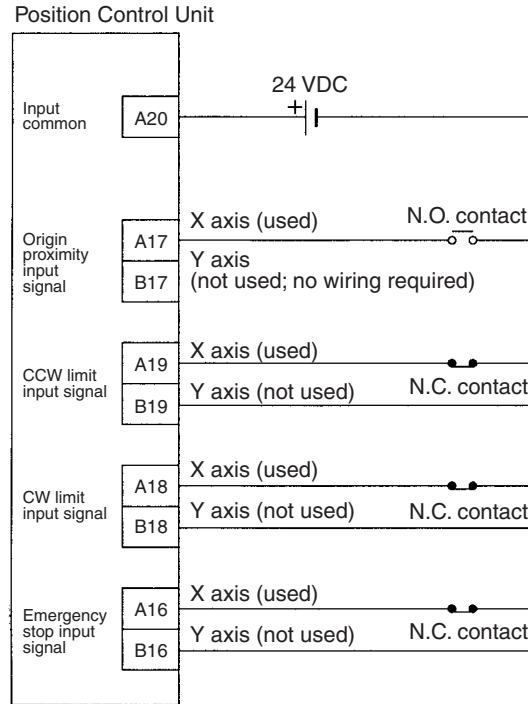 Position Control Unit
24 VDC
+
Input
common
A20
X axis (used)
N.O. contact
Origin
proximity
input
signal
A17
Y axis
(not used; no wiring required)
B17
X axis (used)
CCW limit
input signal
A19
Y axis (not used)
N.C. contact
B19
X axis (used)
CW limit
input signal
A18
Y axis (not used)
N.C. contact
B18
X axis (used)
Emergency
stop input
signal
A16
Y axis (not used)
N.C. contact
B16